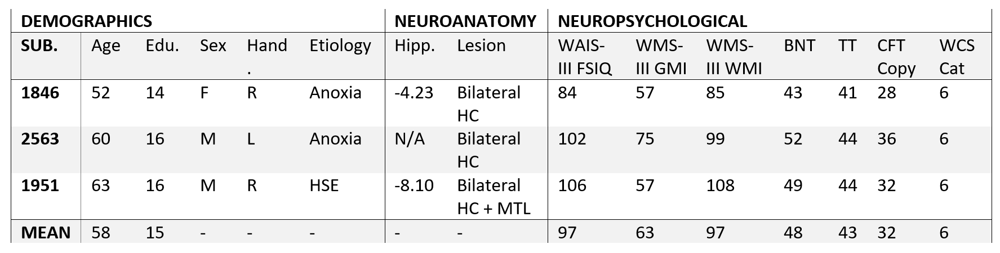 DEMOGRAPHICS NEUROANATOMY NEUROPSYCHOLOGICAL
SUB. Age Edu. Sex Hand Etiology Hipp. Lesion WAIS- WMS- WMS- BNT TT CFT WCS
. III FSIQ III GMI III WMI Copy Cat
1846 52 14 F R Anoxia -4.23 Bilateral 84 57 85 43 41 28 6
HC
2563 60 16 M L Anoxia N/A Bilateral 102 75 99 52 44 36 6
HC
1951 63 16 M R HSE -8.10 Bilateral 106 57 108 49 44 32 6
HC + MTL
MEAN 58 15 - - - - - 97 63 97 48 43 32 6